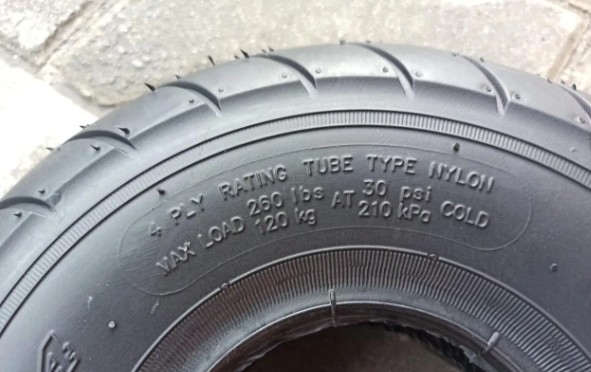 4 PLY RATING TUBE TYPE NYLON
MAX LOAD 260 lbs AT 30 psi COLD
120 kg 210 kPa